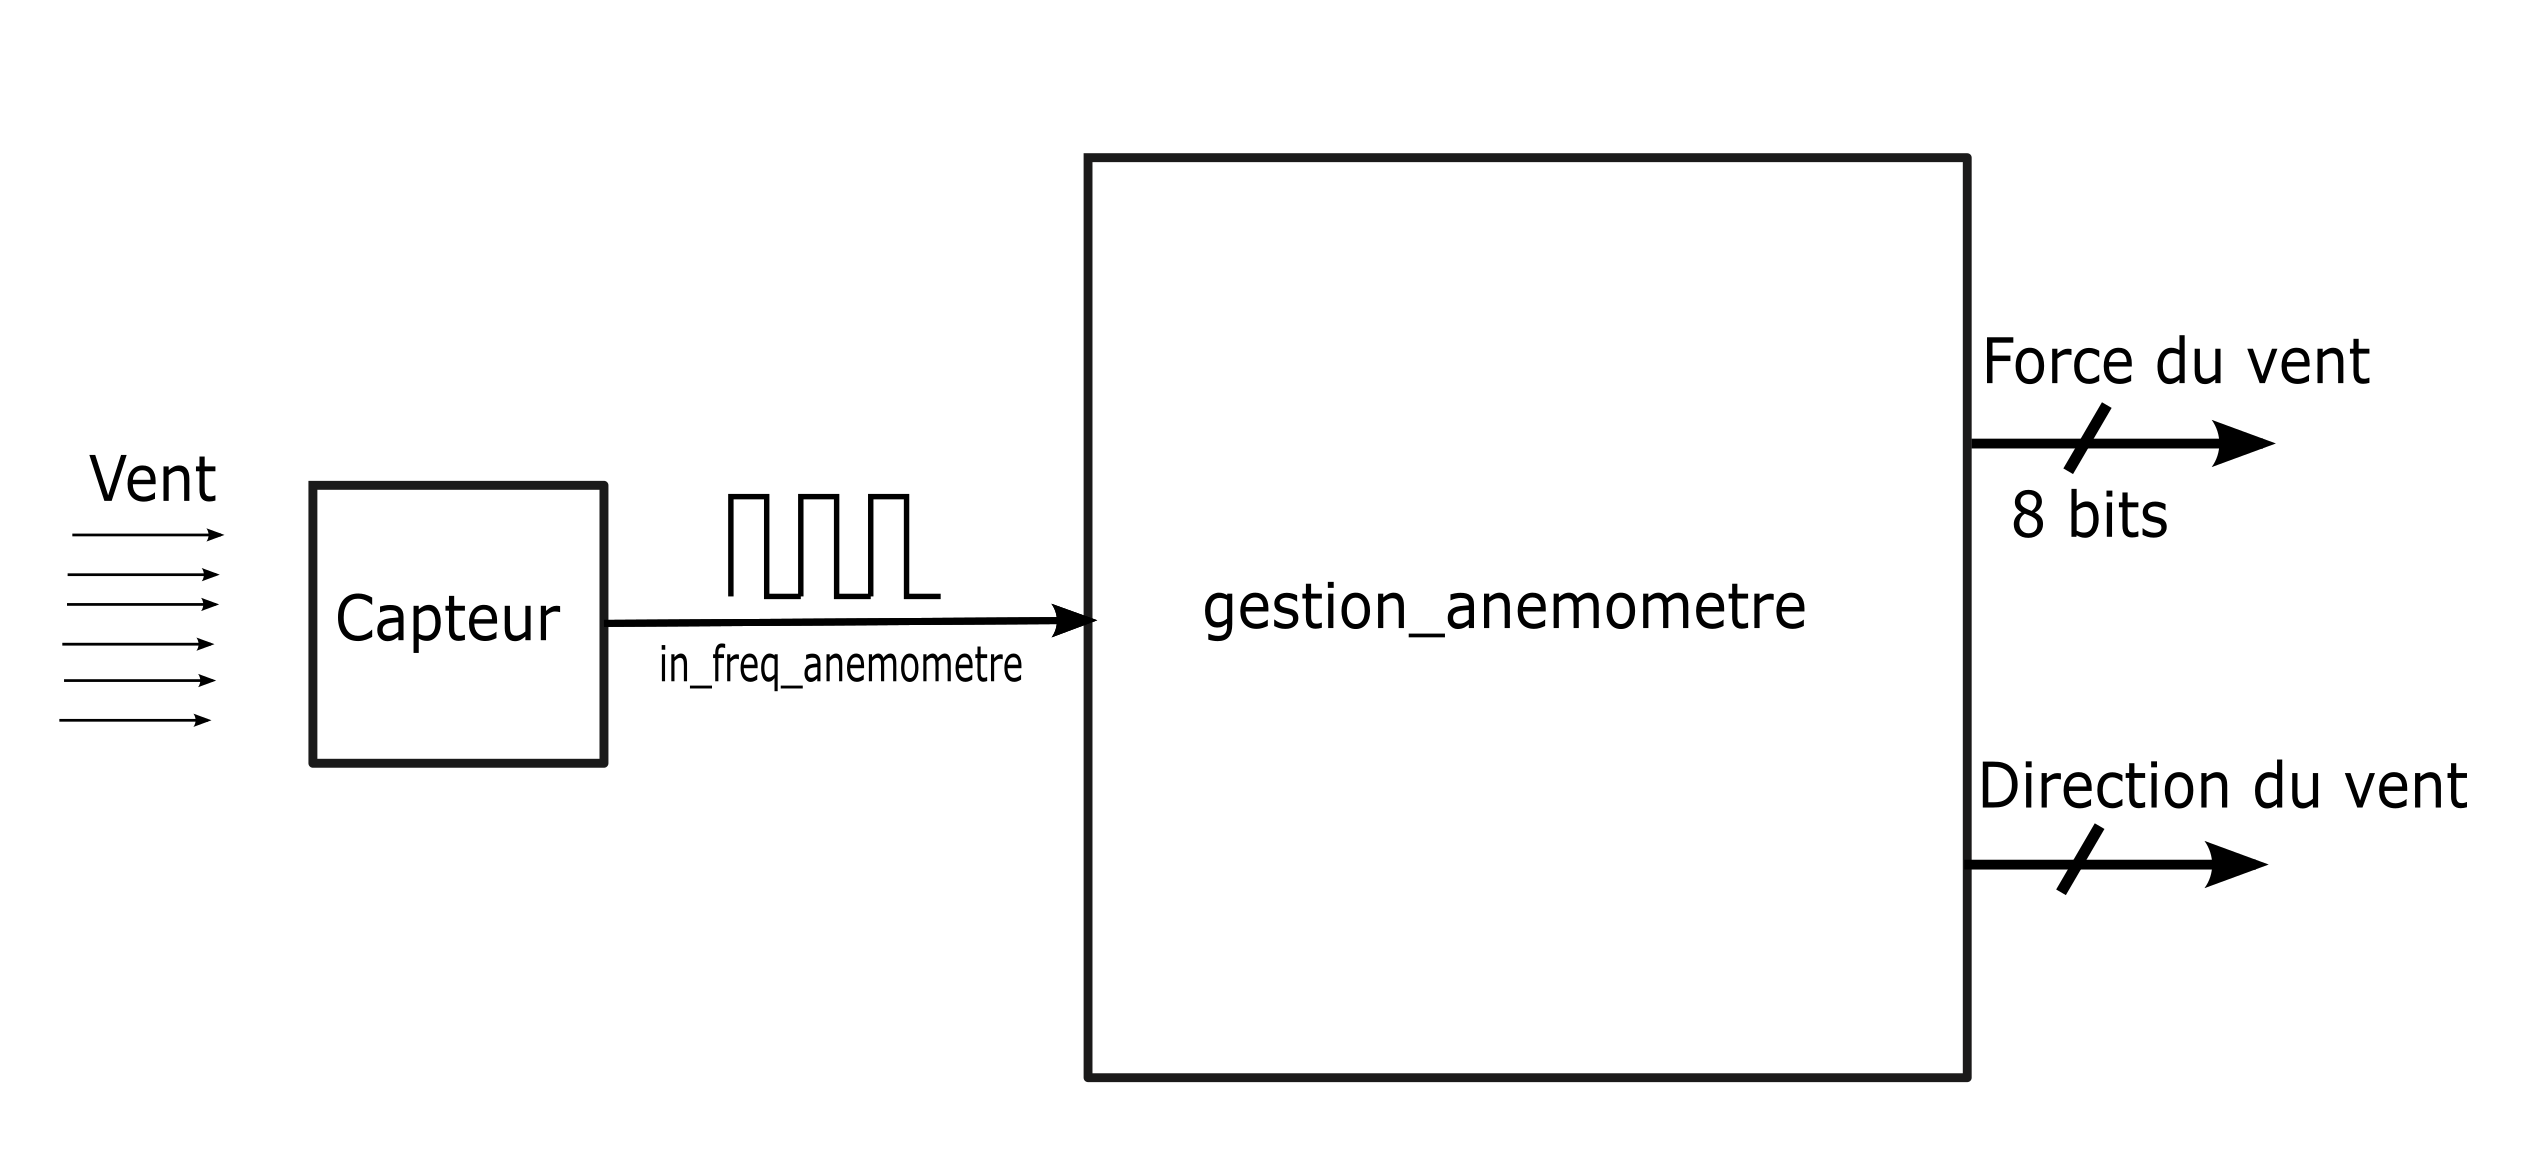 Vent
Capteur
in_freq_anemometre
gestion_anemometre
Force du vent
8 bits
Direction du vent